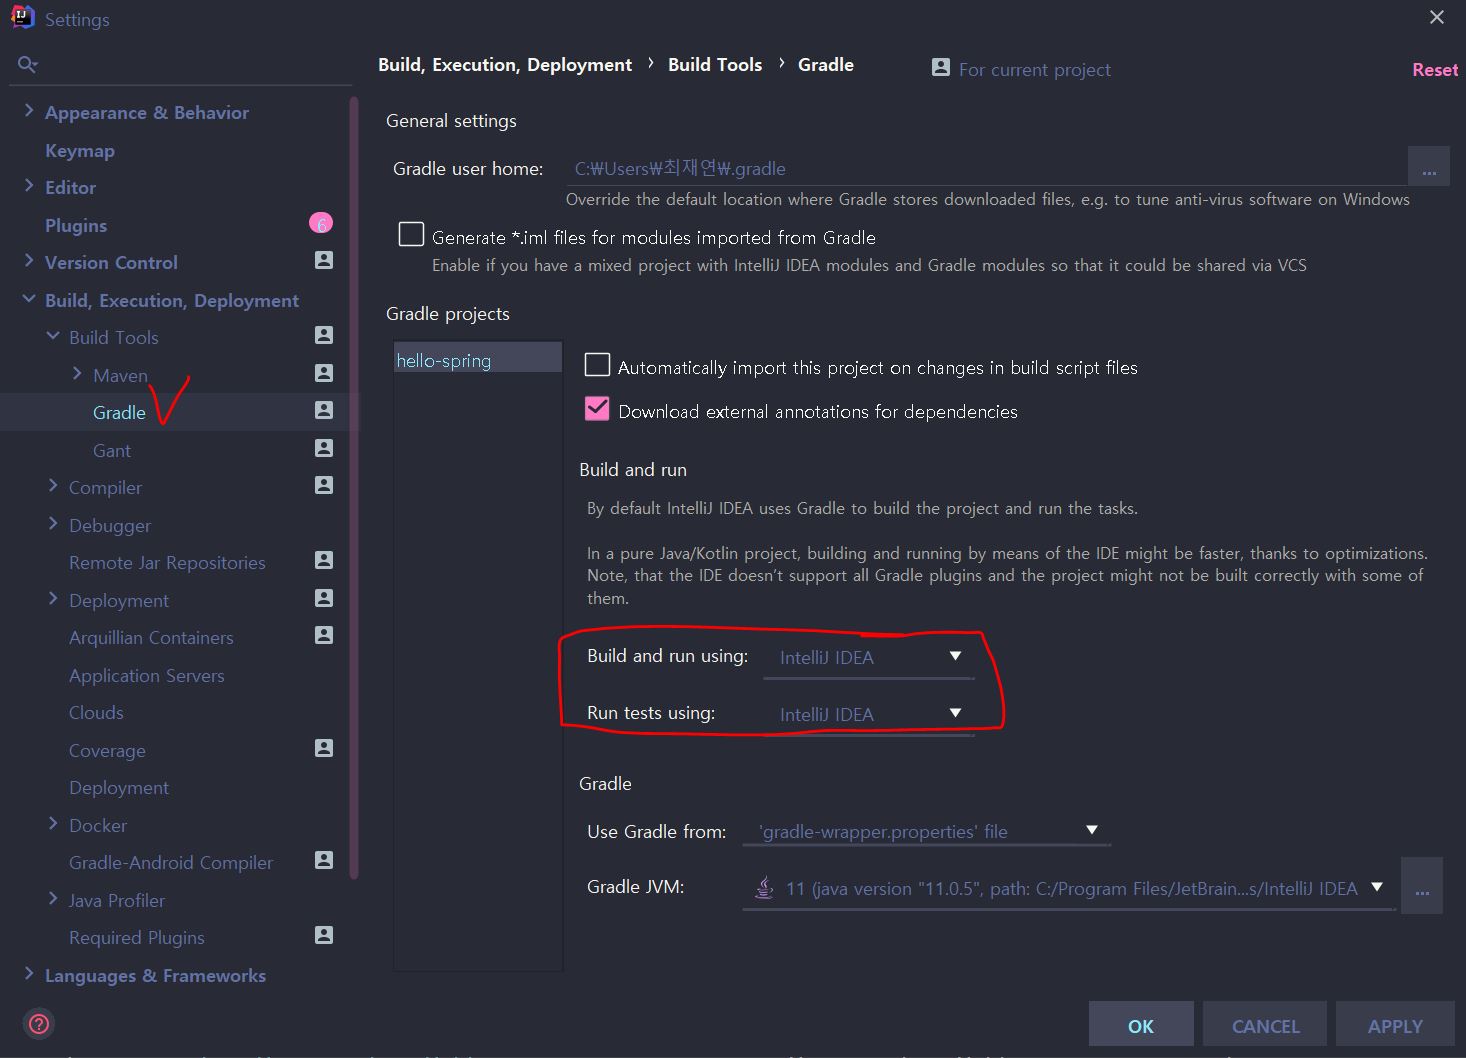 Settings
Build, Execution, Deployment › Build Tools › Gradle
For current project
Reset
Appearance & Behavior
Keymap
Editor
Plugins
6
Version Control
Build, Execution, Deployment
Build Tools
Maven
Gradle
Gant
Compiler
Debugger
Remote Jar Repositories
Deployment
Arquillian Containers
Application Servers
Clouds
Coverage
Deployment
Docker
Gradle-Android Compiler
Java Profiler
Required Plugins
Languages & Frameworks
General settings
Gradle user home:
C:₩Users₩최재연₩.gradle
...
Override the default location where Gradle stores downloaded files, e.g. to tune anti-virus software on Windows
Generate *.iml files for modules imported from Gradle
Enable if you have a mixed project with IntelliJ IDEA modules and Gradle modules so that it could be shared via VCS
Gradle projects
hello-spring
Automatically import this project on changes in build script files
Download external annotations for dependencies
Build and run
By default IntelliJ IDEA uses Gradle to build the project and run the tasks.
In a pure Java/Kotlin project, building and running by means of the IDE might be faster, thanks to optimizations.
Note, that the IDE doesn't support all Gradle plugins and the project might not be built correctly with some of
them.
Build and run using: IntelliJ IDEA
Run tests using: IntelliJ IDEA
Gradle
Use Gradle from: 'gradle-wrapper.properties' file
Gradle JVM: 11 (java version "11.0.5", path: C:/Program Files/JetBrain...s/IntelliJ IDEA
...
?
OK
CANCEL
APPLY